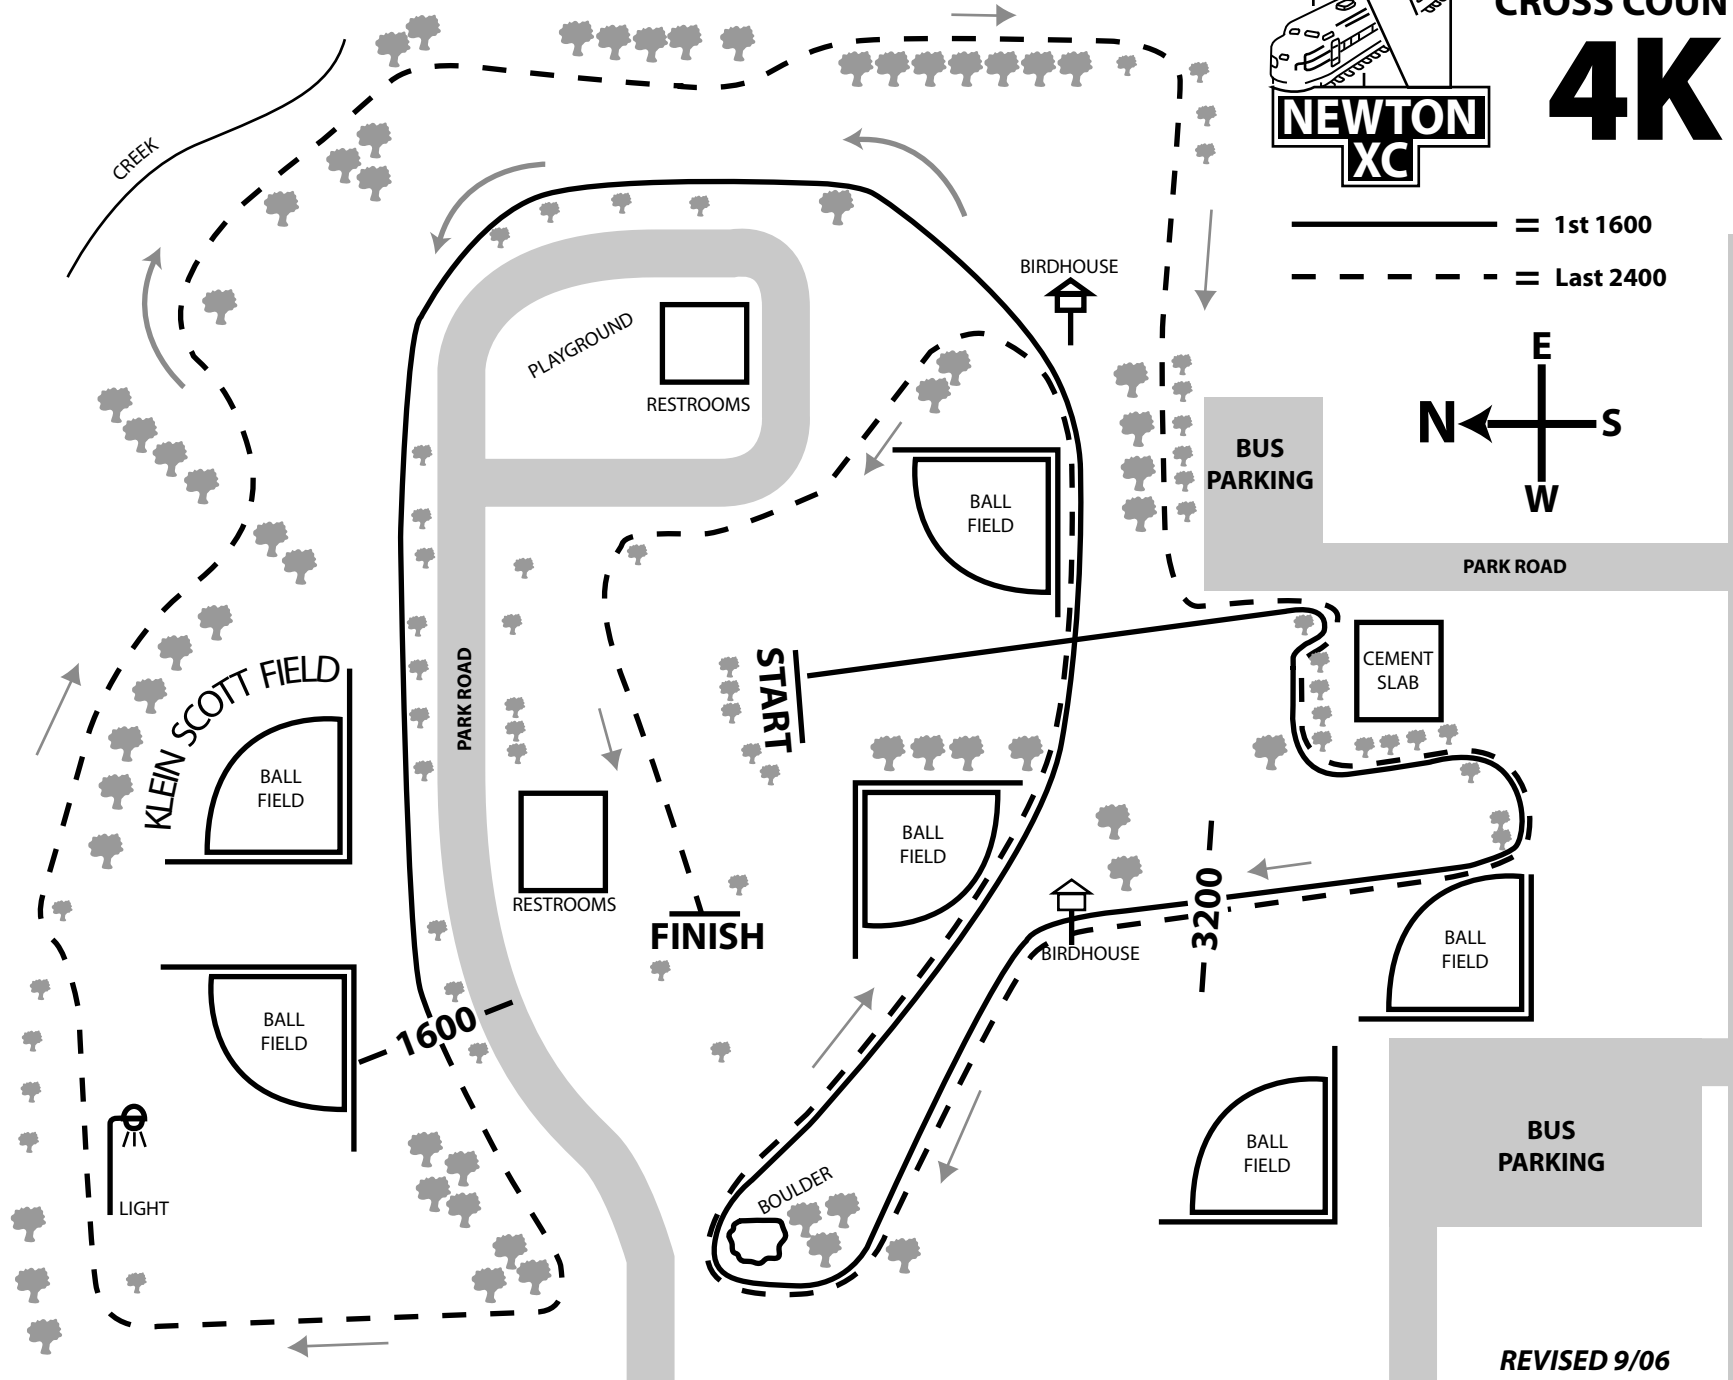 CROSS COUN
4K
NEWTON
XC
= 1st 1600
= Last 2400
CREEK
BIRDHOUSE
PLAYGROUND
RESTROOMS
E
N
S
W
BUS
PARKING
BALL
FIELD
PARK ROAD
CEMENT
SLAB
START
PARK ROAD
KLEIN SCOTT FIELD
BALL
FIELD
BALL
FIELD
RESTROOMS
FINISH
3200
BIRDHOUSE
BALL
FIELD
BALL
FIELD
1600
LIGHT
BOULDER
BALL
FIELD
BUS
PARKING
REVISED 9/06